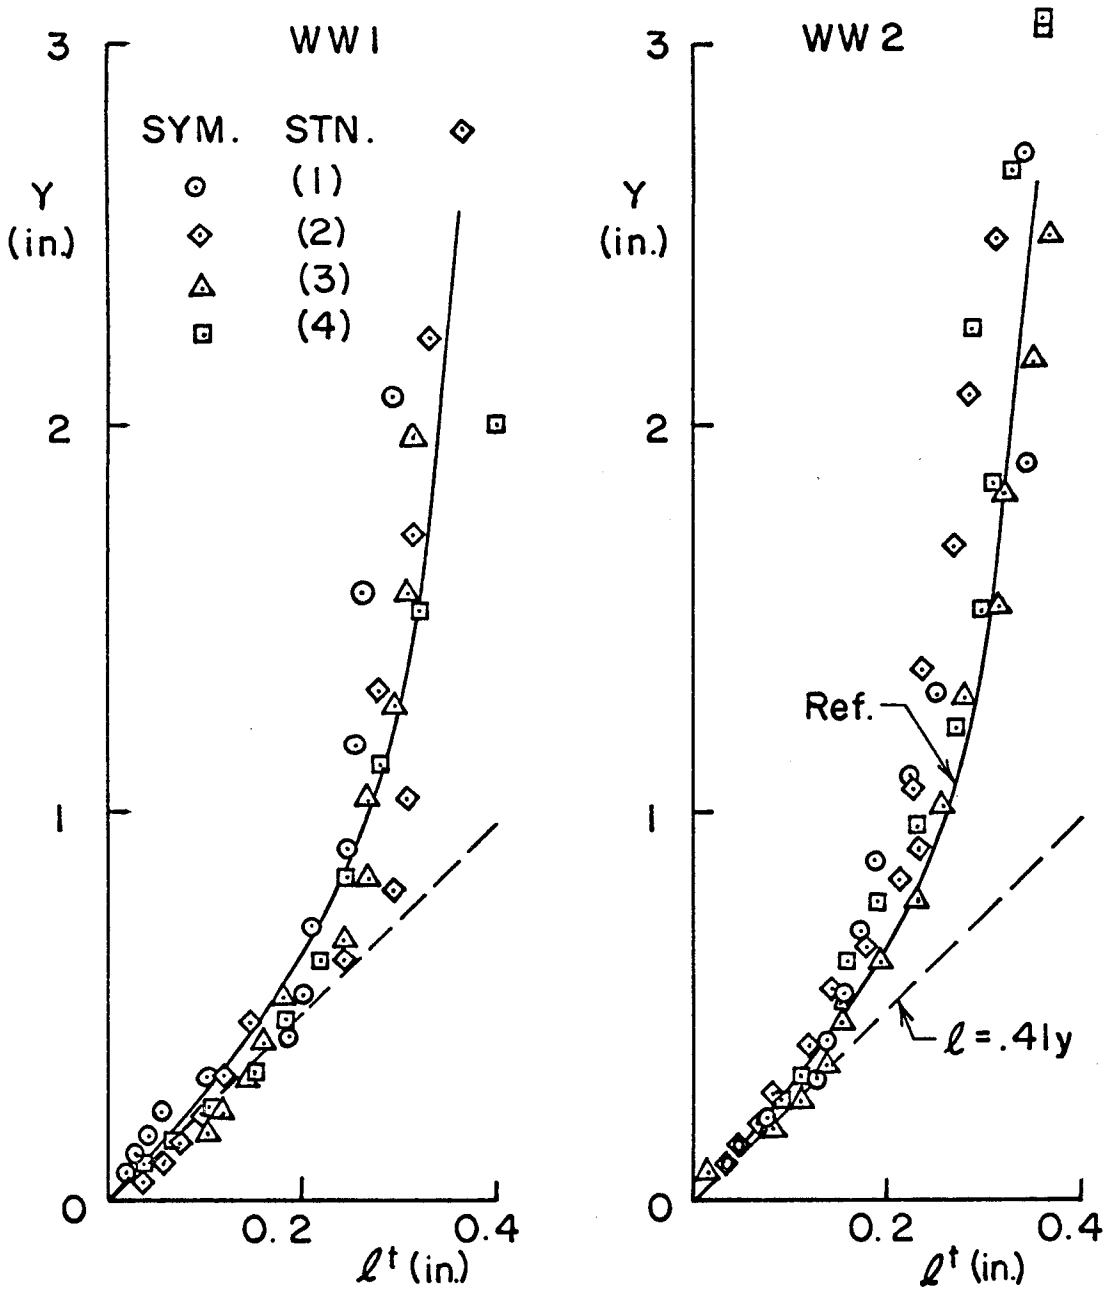 WW1
3
SYM. STN.
(1)
(2)
(3)
(4)
Y
(in.)
2
1
0
0.2
0.4
ℓᵗ (in.)
WW2
3
Y
(in.)
2
1
0
0.2
0.4
ℓᵗ (in.)
Ref.
ℓ = .41y